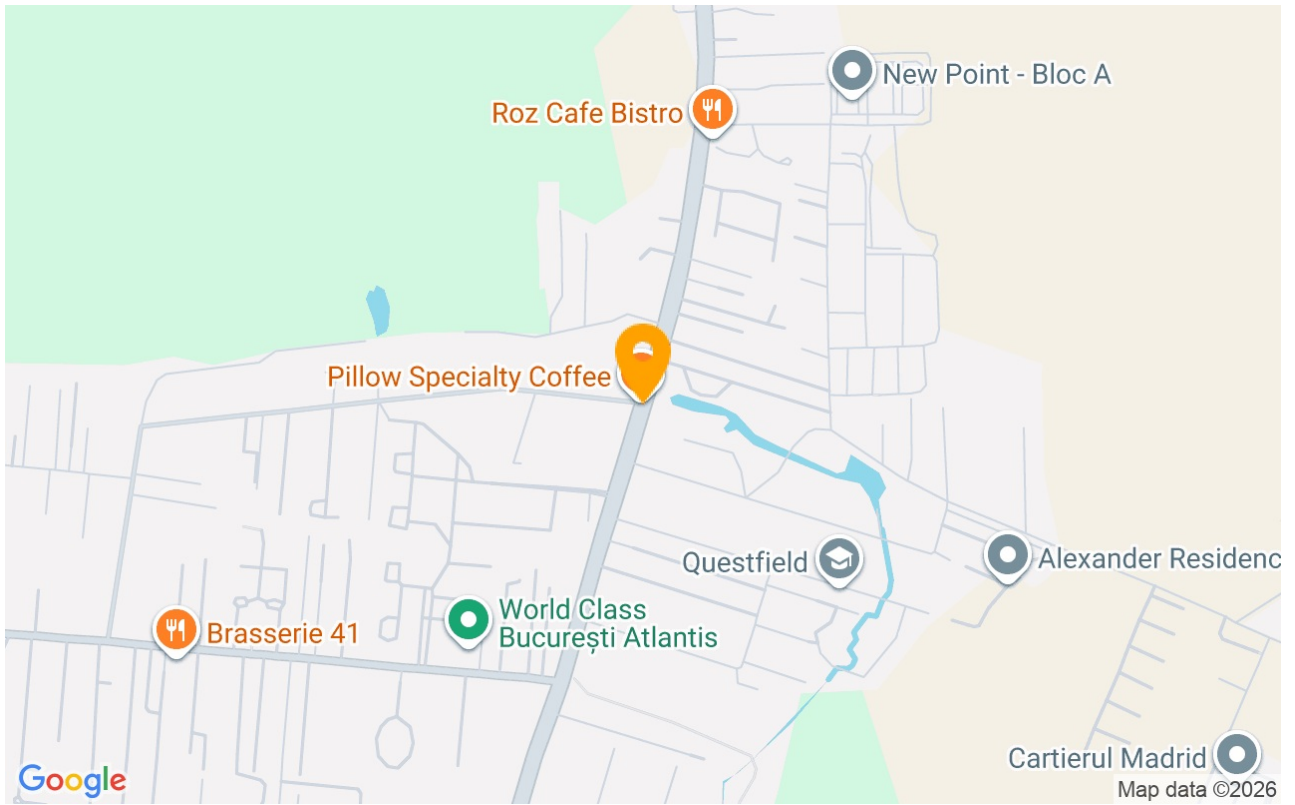 New Point - Bloc A
Roz Cafe Bistro
Pillow Specialty Coffee
Questfield
Alexander Residenc
World Class
București Atlantis
Brasserie 41
Cartierul Madrid
Google
Map data ©2026